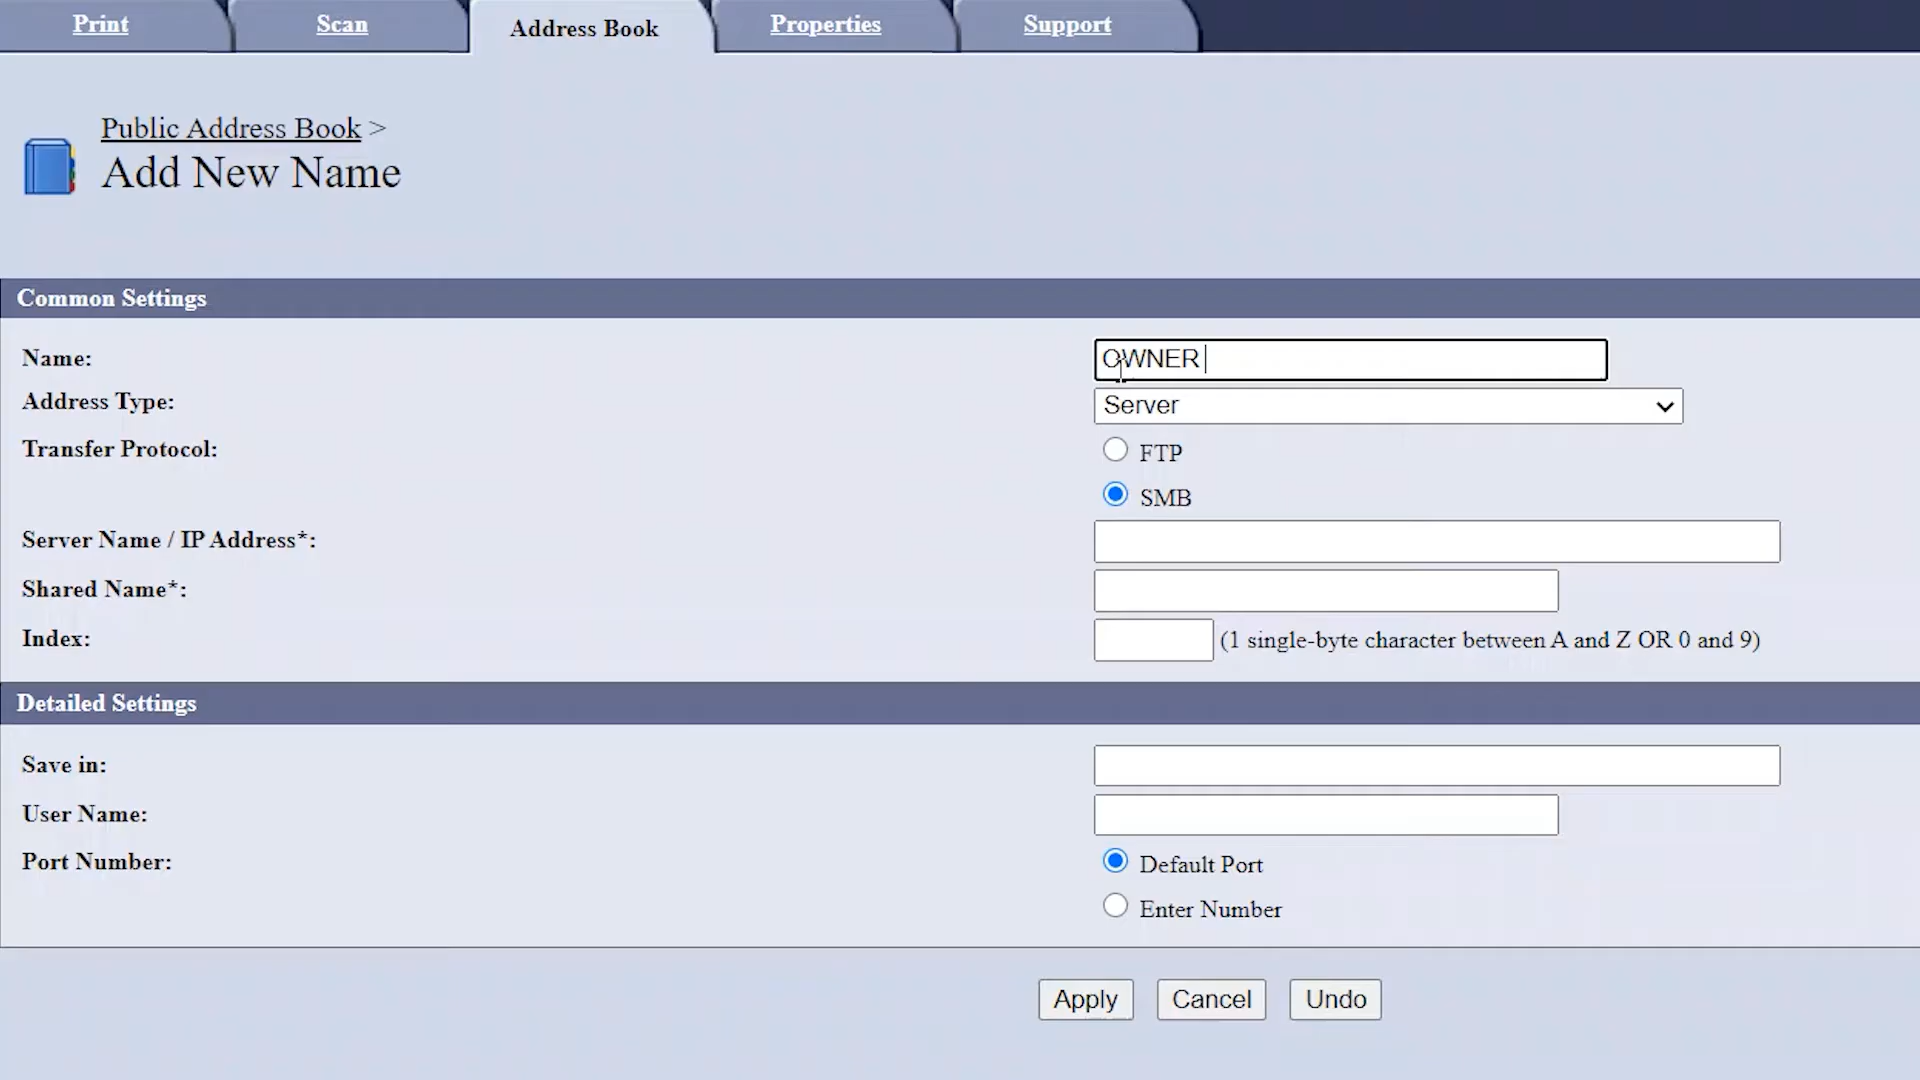 Print Scan Address Book Properties Support
Public Address Book >
Add New Name
Common Settings
Name: OWNER
Address Type: Server
Transfer Protocol: FTP
SMB
Server Name / IP Address*:
Shared Name*:
Index: (1 single-byte character between A and Z OR 0 and 9)
Detailed Settings
Save in:
User Name:
Port Number: Default Port
Enter Number
Apply Cancel Undo